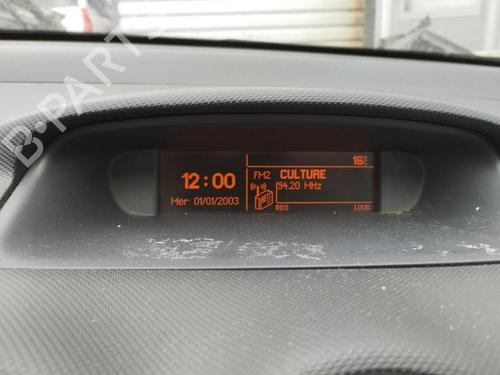 B-PARTS
16°C
12:00
FM2 CULTURE
94.20 MHz
Mer 01/01/2003
RDS LOUD